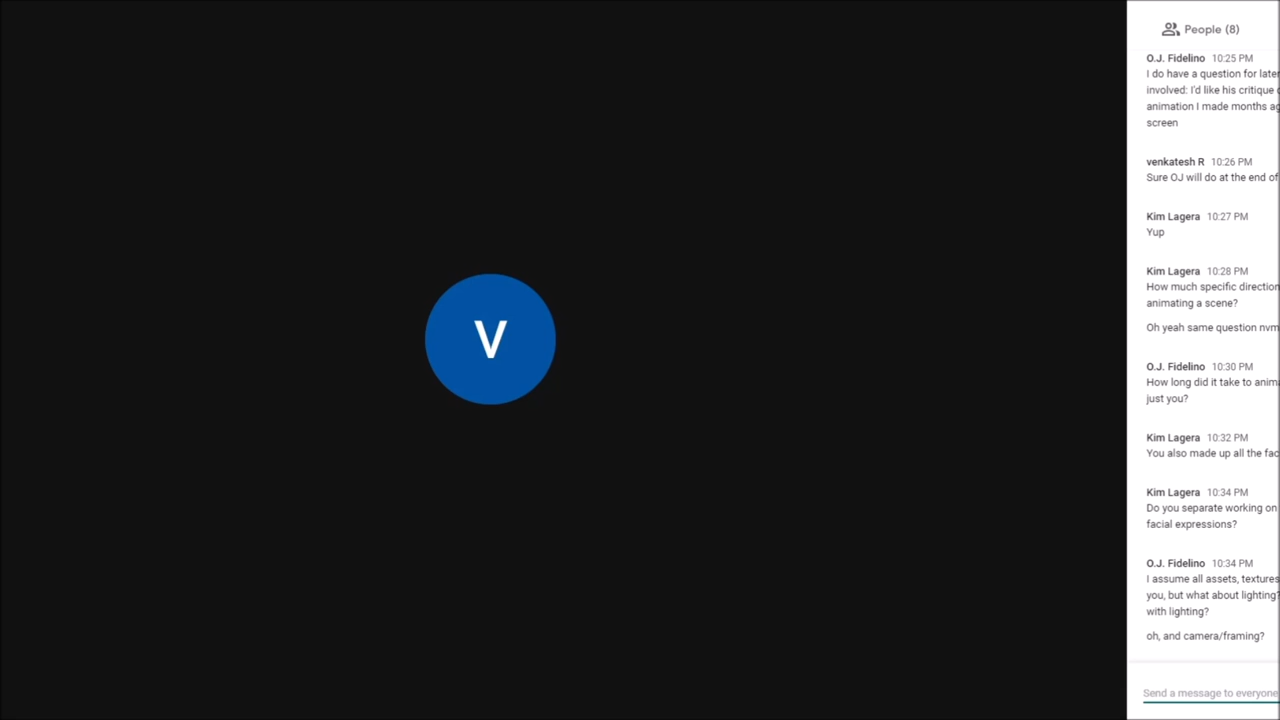 V
People (8)
O.J. Fidelino 10:25 PM
I do have a question for later
involved: I'd like his critique
animation I made months
screen
venkatesh R 10:26 PM
Sure OJ will do at the end of
Kim Lagera 10:27 PM
Yup
Kim Lagera 10:28 PM
How much specific direction
animating a scene?
Oh yeah same question nvm
O.J. Fidelino 10:30 PM
How long did it take to
just you?
Kim Lagera 10:32 PM
You also made up all the
Kim Lagera 10:34 PM
Do you separate working on
facial expressions?
O.J. Fidelino 10:34 PM
I assume all assets, textures
you, but what about lighting?
with lighting?
oh, and camera/framing?
Send a message to everyone